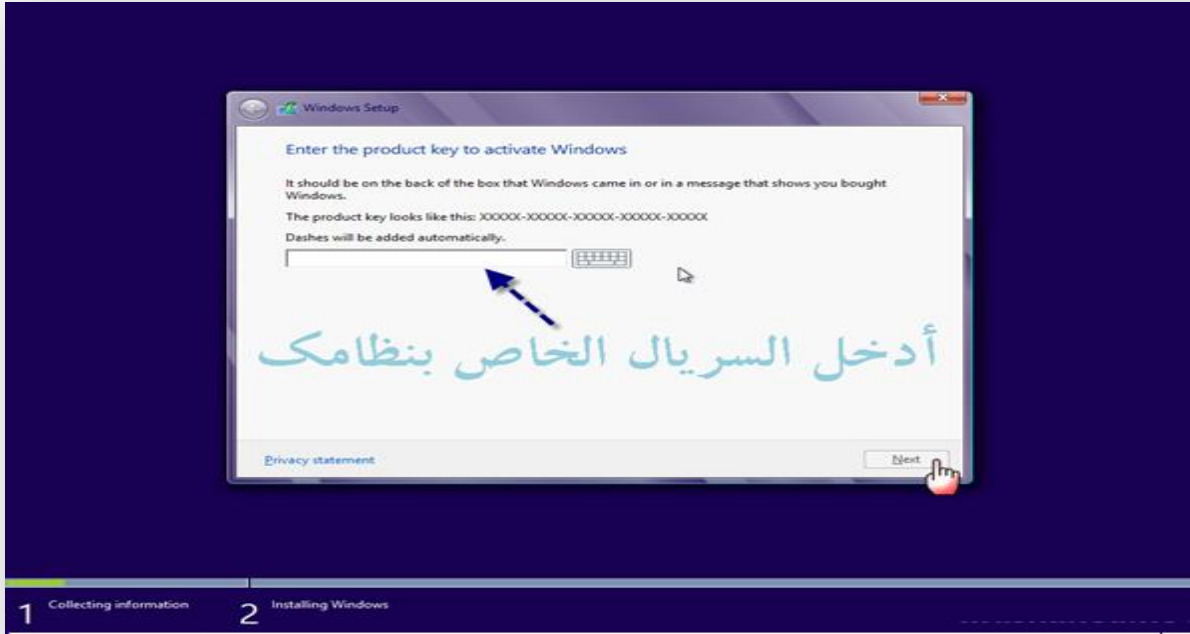 Windows Setup
Enter the product key to activate Windows
It should be on the back of the box that Windows came in or in a message that shows you bought
Windows.
The product key looks like this: XXXXX-XXXXX-XXXXX-XXXXX-XXXXX
Dashes will be added automatically.
أدخل السريال الخاص بنظامك
Privacy statement
Next
1 Collecting information 2 Installing Windows